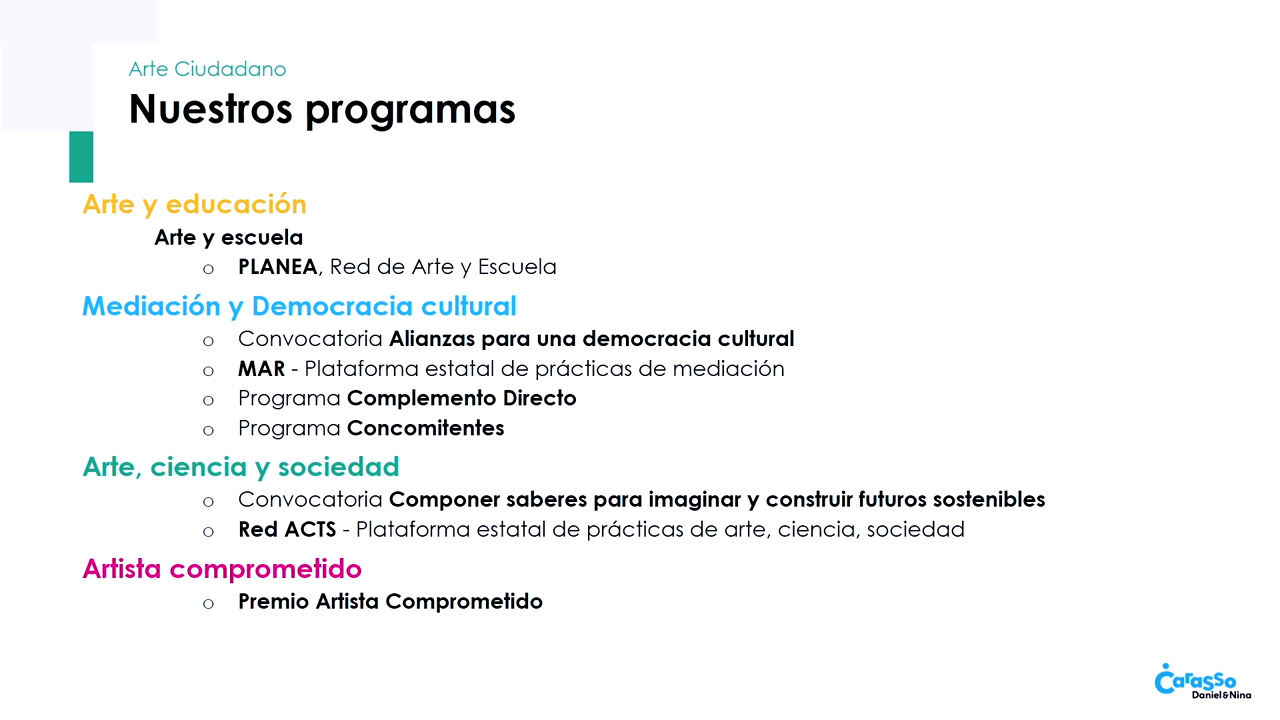 Arte Ciudadano
Nuestros programas
Arte y educación
Arte y escuela
o PLANEA, Red de Arte y Escuela
Mediación y Democracia cultural
o Convocatoria Alianzas para una democracia cultural
o MAR - Plataforma estatal de prácticas de mediación
o Programa Complemento Directo
o Programa Concomitentes
Arte, ciencia y sociedad
o Convocatoria Componer saberes para imaginar y construir futuros sostenibles
o Red ACTS - Plataforma estatal de prácticas de arte, ciencia, sociedad
Artista comprometido
o Premio Artista Comprometido
Carasso
Daniel&Nina